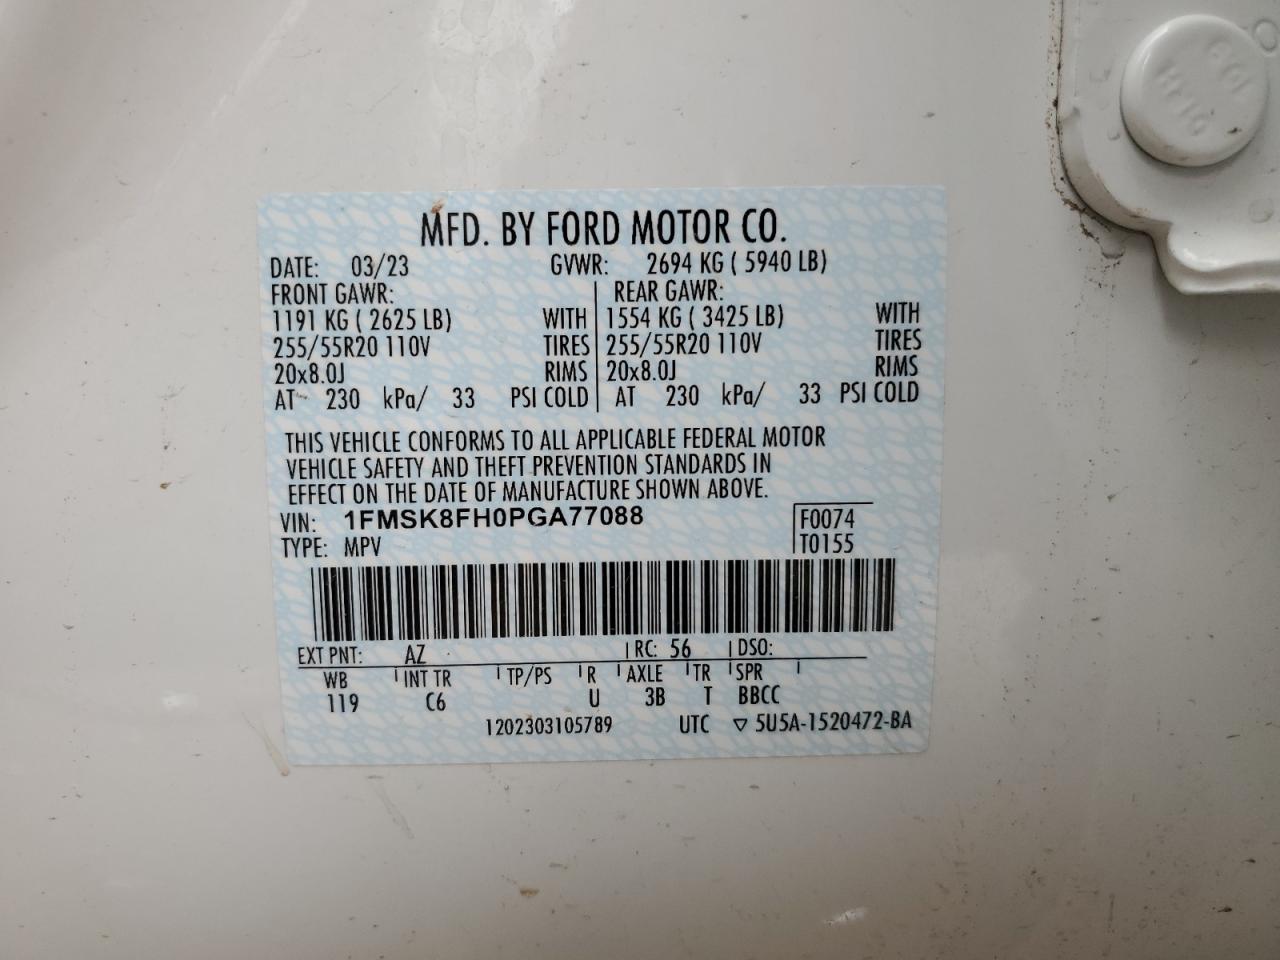 MFD. BY FORD MOTOR CO.
DATE: 03/23 GVWR: 2694 KG ( 5940 LB)
FRONT GAWR: REAR GAWR:
1191 KG ( 2625 LB) WITH 1554 KG ( 3425 LB) WITH
255/55R20 110V TIRES 255/55R20 110V TIRES
20x8.0J RIMS 20x8.0J RIMS
AT 230 kPa/ 33 PSI COLD AT 230 kPa/ 33 PSI COLD
THIS VEHICLE CONFORMS TO ALL APPLICABLE FEDERAL MOTOR
VEHICLE SAFETY AND THEFT PREVENTION STANDARDS IN
EFFECT ON THE DATE OF MANUFACTURE SHOWN ABOVE.
VIN: 1FMSK8FH0PGA77088 F0074
TYPE: MPV T0155
EXT PNT: AZ RC: 56 DSO:
WB INT TR TP/PS R AXLE TR SPR
119 C6 U 3B T BBCC
1202303105789 UTC ▽ 5U5A-1520472-BA